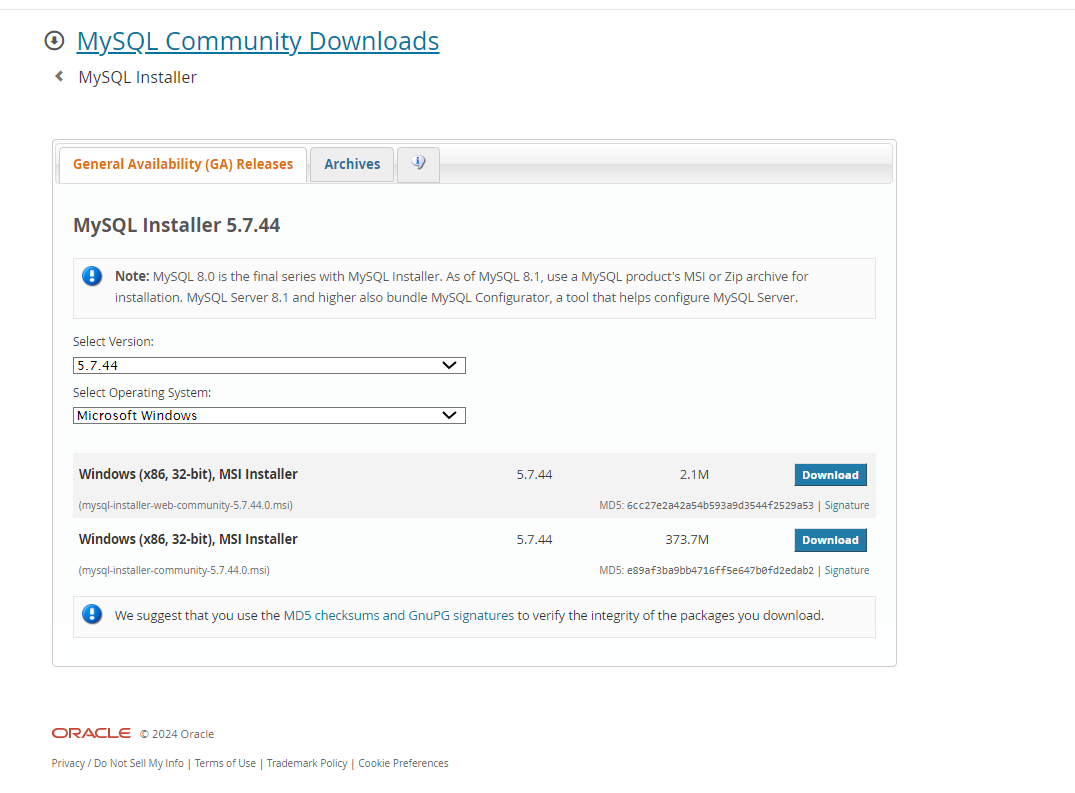 MySQL Community Downloads
MySQL Installer
General Availability (GA) Releases
Archives
MySQL Installer 5.7.44
Note: MySQL 8.0 is the final series with MySQL Installer. As of MySQL 8.1, use a MySQL product's MSI or Zip archive for
installation. MySQL Server 8.1 and higher also bundle MySQL Configurator, a tool that helps configure MySQL Server.
Select Version:
5.7.44
Select Operating System:
Microsoft Windows
Windows (x86, 32-bit), MSI Installer 5.7.44 2.1M Download
(mysql-installer-web-community-5.7.44.0.msi) MD5: 6cc27e2a42a54b593a9d3544f2529a53 | Signature
Windows (x86, 32-bit), MSI Installer 5.7.44 373.7M Download
(mysql-installer-community-5.7.44.0.msi) MD5: e89af3ba9bb4716ff5e647b0fd2edab2 | Signature
We suggest that you use the MD5 checksums and GnuPG signatures to verify the integrity of the packages you download.
ORACLE © 2024 Oracle
Privacy / Do Not Sell My Info | Terms of Use | Trademark Policy | Cookie Preferences